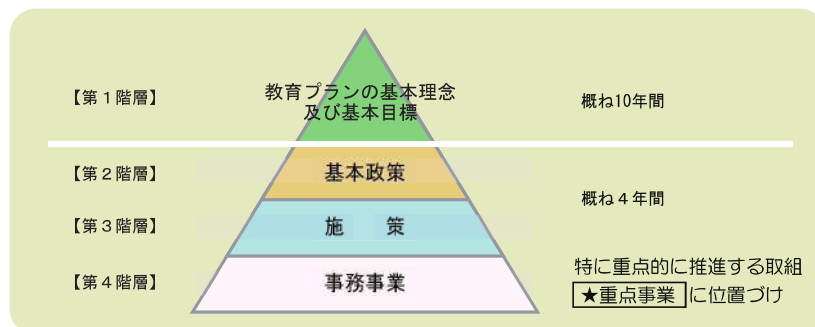 【第１階層】
教育プランの基本理念
及び基本目標
概ね10年間
【第２階層】
基本政策
概ね４年間
【第３階層】
施　策
【第４階層】
事務事業
特に重点的に推進する取組
★重点事業 に位置づけ